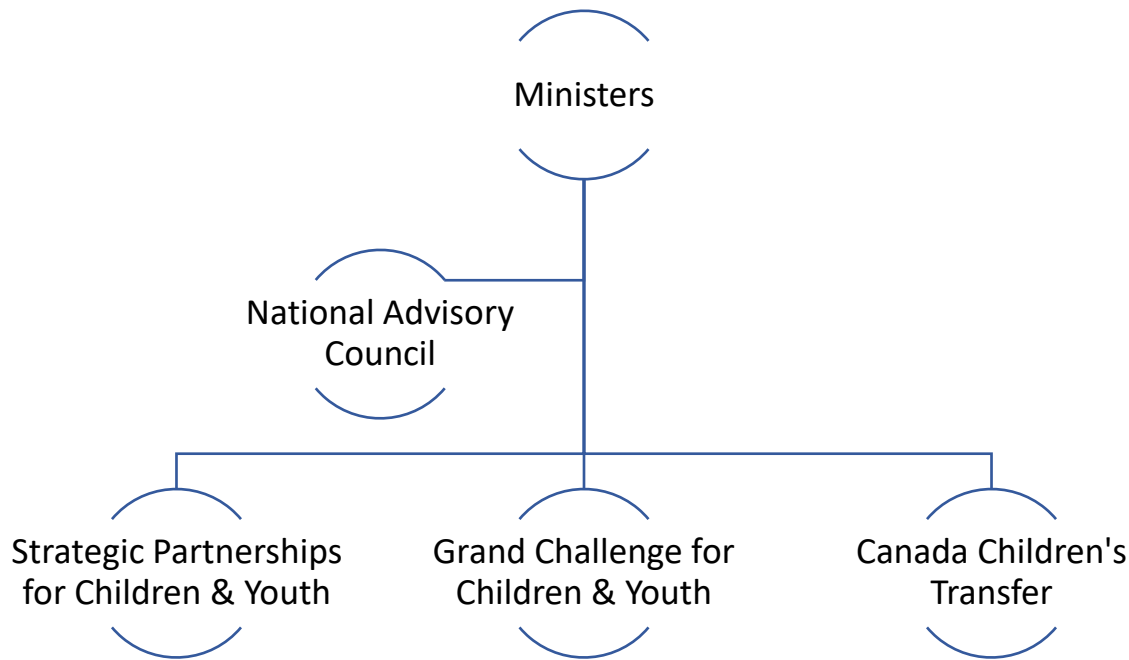 Ministers
National Advisory
Council
Strategic Partnerships
for Children & Youth
Grand Challenge for
Children & Youth
Canada Children's
Transfer